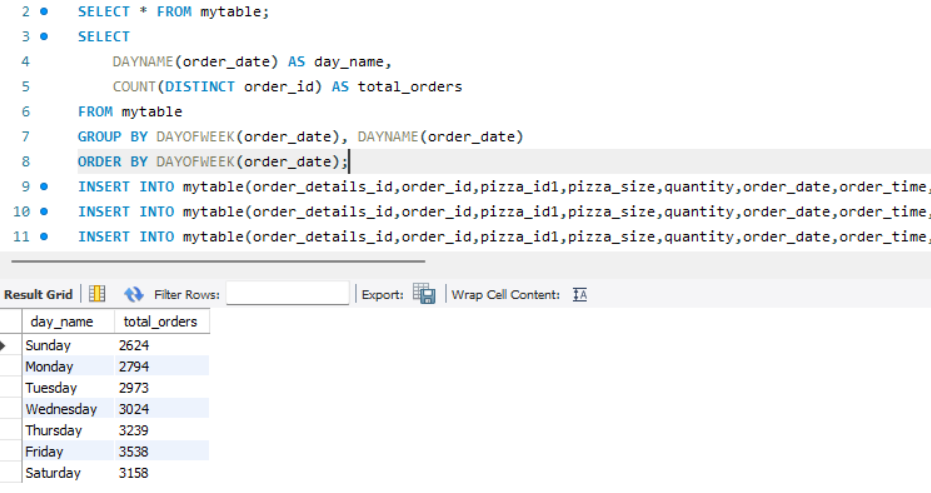 2 SELECT * FROM mytable;
3 SELECT
4 DAYNAME(order_date) AS day_name,
5 COUNT(DISTINCT order_id) AS total_orders
6 FROM mytable
7 GROUP BY DAYOFWEEK(order_date), DAYNAME(order_date)
8 ORDER BY DAYOFWEEK(order_date);
9 INSERT INTO mytable(order_details_id,order_id,pizza_id1,pizza_size,quantity,order_date,order_time,
10 INSERT INTO mytable(order_details_id,order_id,pizza_id1,pizza_size,quantity,order_date,order_time,
11 INSERT INTO mytable(order_details_id,order_id,pizza_id1,pizza_size,quantity,order_date,order_time,
Result Grid Filter Rows: Export: Wrap Cell Content:
day_name total_orders
Sunday 2624
Monday 2794
Tuesday 2973
Wednesday 3024
Thursday 3239
Friday 3538
Saturday 3158